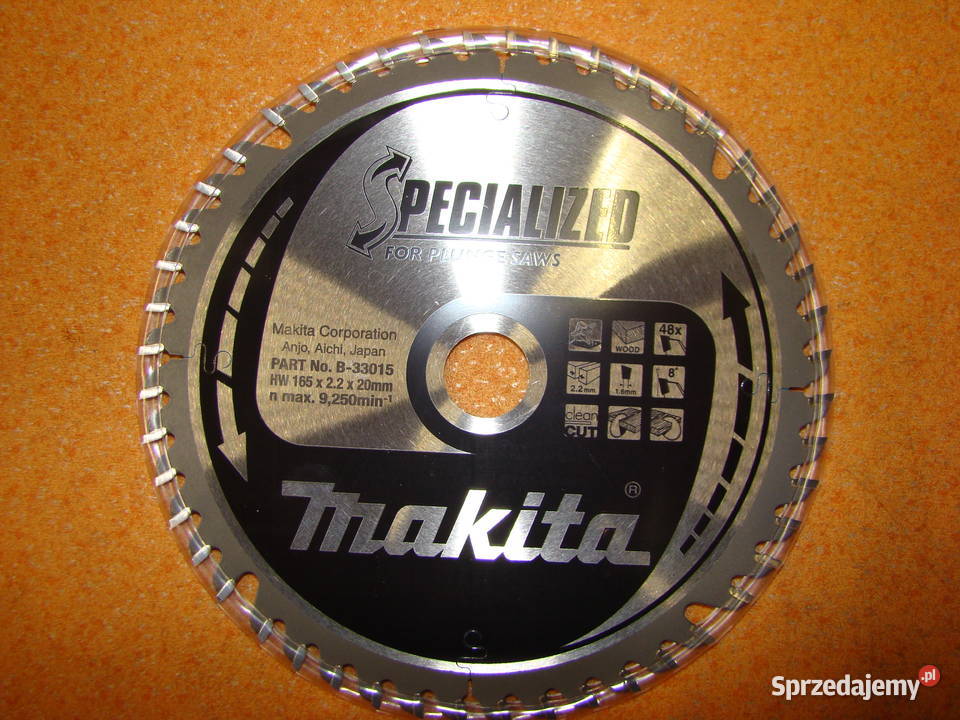 SPECIALIZED
FOR PLUNGE SAWS
Makita Corporation
Anjo, Aichi, Japan
PART No. B-33015
HW 165 x 2.2 x 20mm
n max. 9,250min⁻¹
WOOD
48x
2.2mm
1.6mm
8°
clean
CUT
makita®
Sprzedajemy.pl